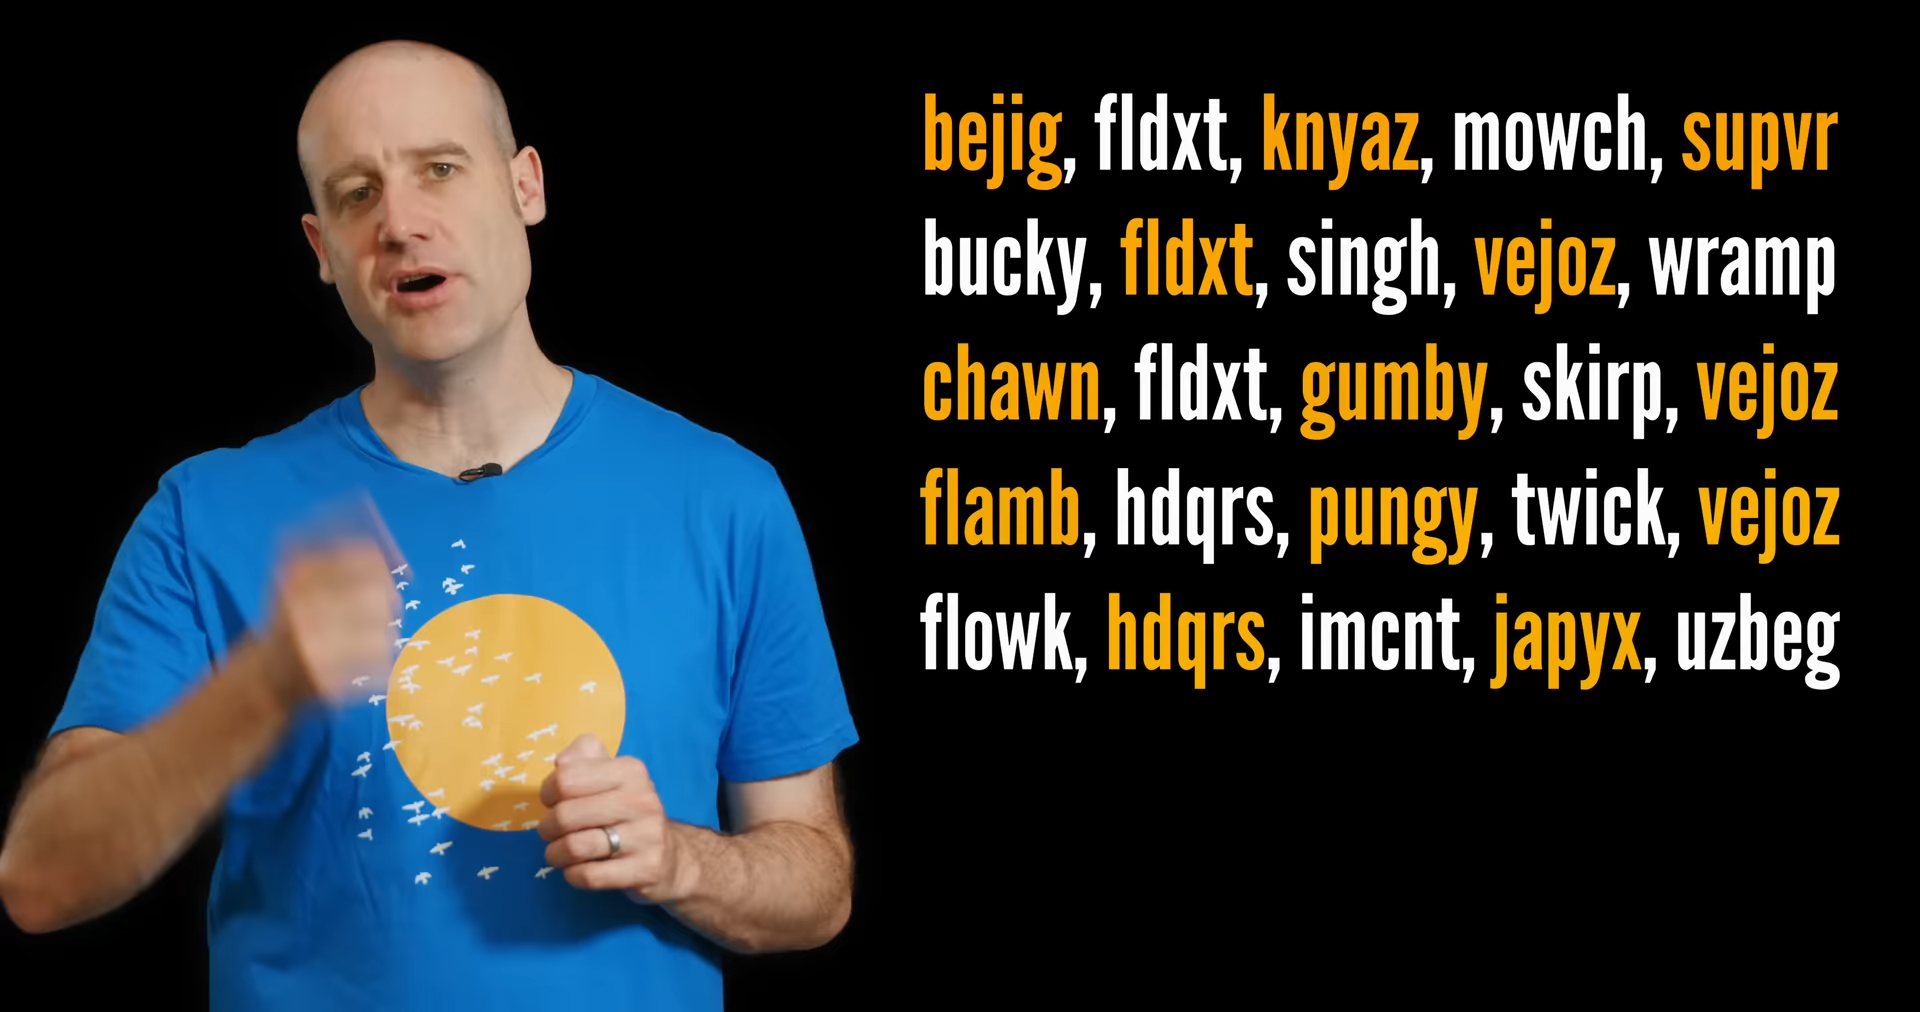 bejig, fldxt, knyaz, mowch, supvr
bucky, fldxt, singh, vejoz, wramp
chawn, fldxt, gumby, skirp, vejoz
flamb, hdqrs, pungy, twick, vejoz
flowk, hdqrs, imcnt, japyx, uzbeg